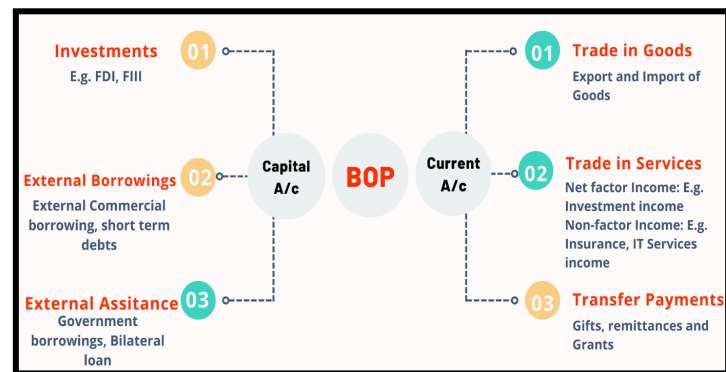 Investments
01
E.g. FDI, FIII
External Borrowings
02
External Commercial
borrowing, short term
debts
External Assitance
03
Government
borrowings, Bilateral
loan
Capital
A/c
BOP
Current
A/c
01
Trade in Goods
Export and Import of
Goods
02
Trade in Services
Net factor Income: E.g.
Investment income
Non-factor Income: E.g.
Insurance, IT Services
income
03
Transfer Payments
Gifts, remittances and
Grants